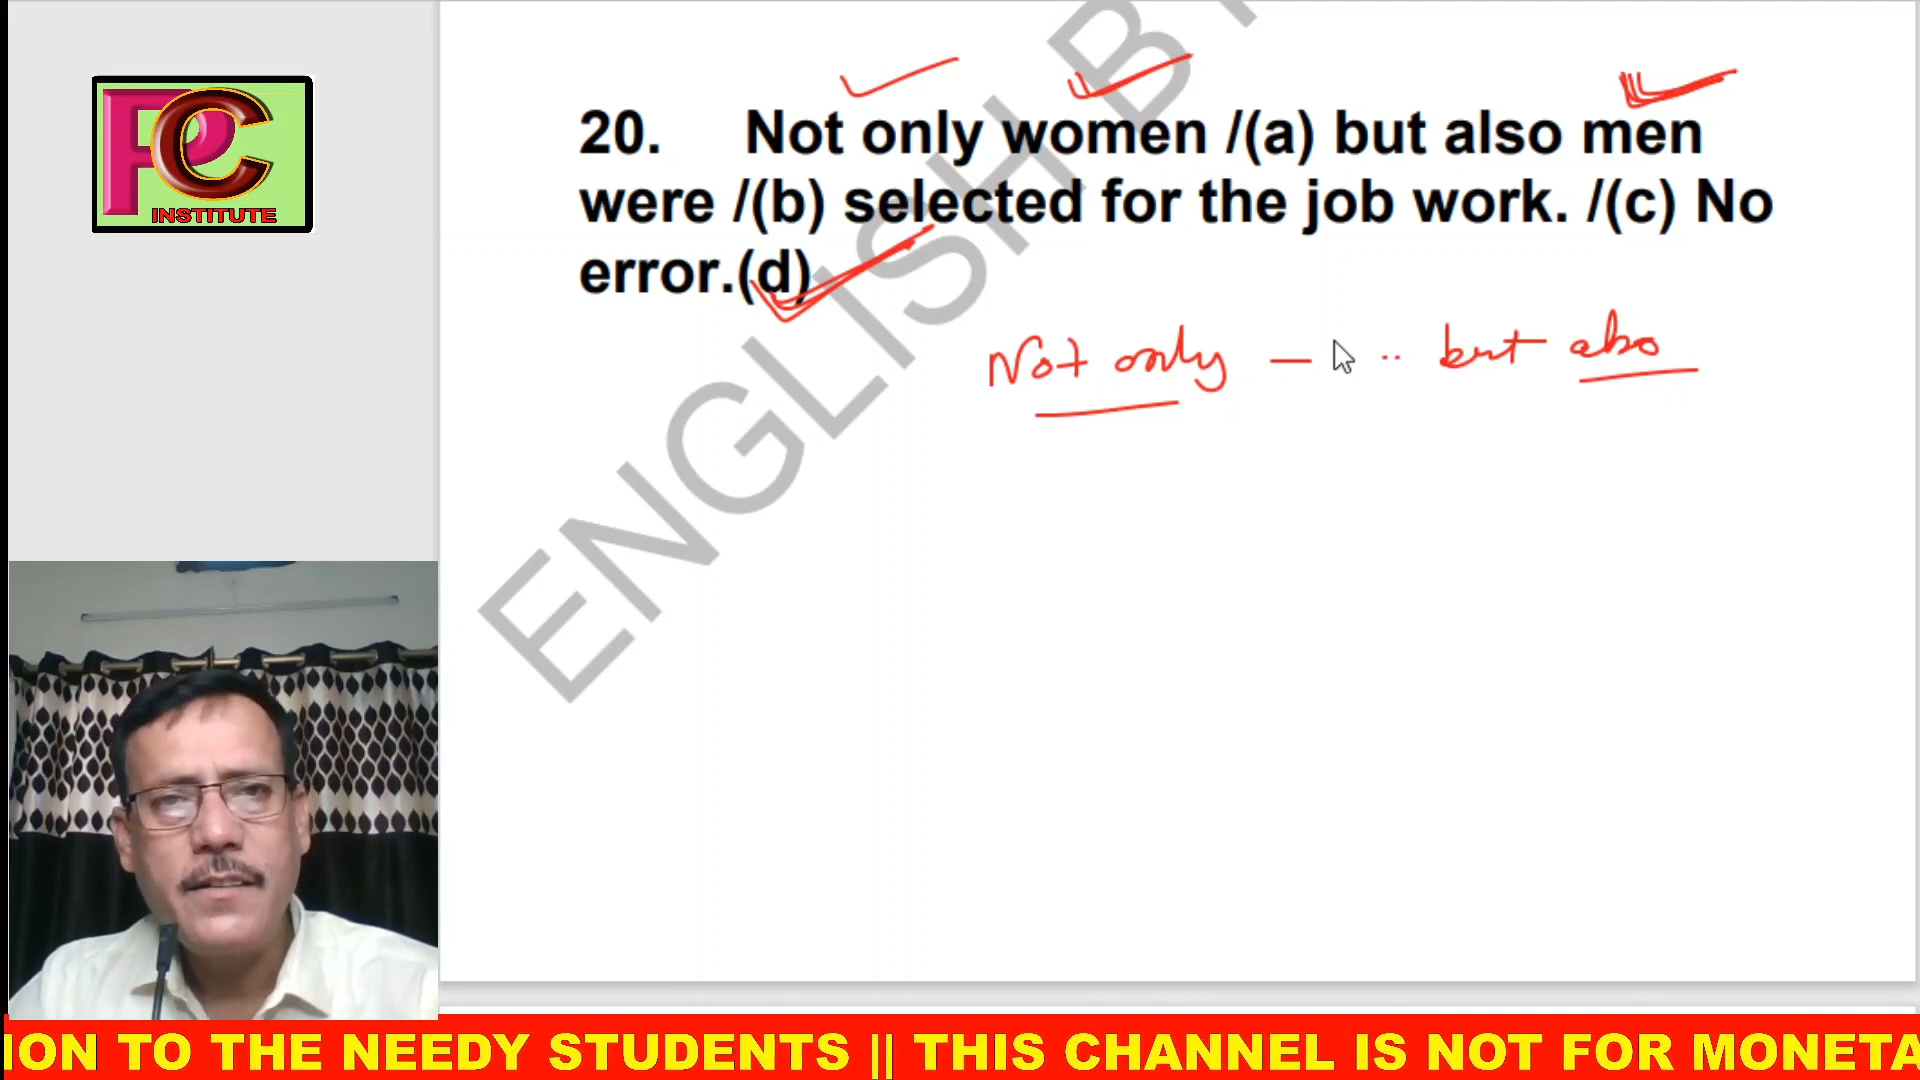 PC
INSTITUTE
20. Not only women /(a) but also men
were /(b) selected for the job work. /(c) No
error.(d)
Not only — .. but also
ENGLISH BY
ION TO THE NEEDY STUDENTS || THIS CHANNEL IS NOT FOR MONETA